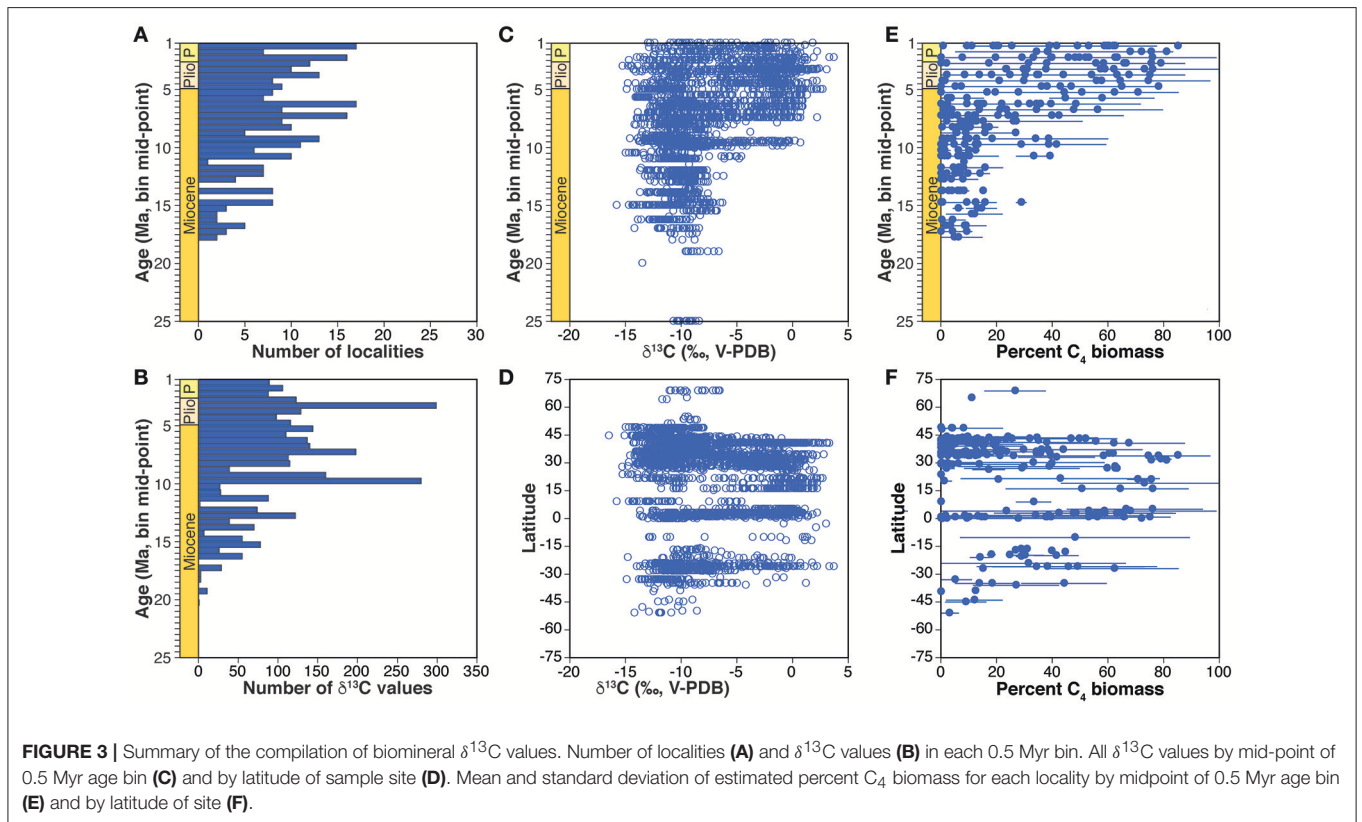 A
1
5
10
15
20
25
Age (Ma, bin mid-point)
Plio P
Miocene
0 5 10 15 20 25 30
Number of localities
C
1
5
10
15
20
25
Age (Ma, bin mid-point)
Plio P
Miocene
-20 -15 -10 -5 0 5
δ¹³C (‰, V-PDB)
E
1
5
10
15
20
25
Age (Ma, bin mid-point)
Plio P
Miocene
0 20 40 60 80 100
Percent C₄ biomass
B
1
5
10
15
20
25
Age (Ma, bin mid-point)
Plio P
Miocene
0 50 100 150 200 250 300 350
Number of δ¹³C values
D
75
60
45
30
15
0
-15
-30
-45
-60
-75
Latitude
-20 -15 -10 -5 0 5
δ¹³C (‰, V-PDB)
F
75
60
45
30
15
0
-15
-30
-45
-60
-75
Latitude
0 20 40 60 80 100
Percent C₄ biomass
FIGURE 3 | Summary of the compilation of biomineral δ¹³C values. Number of localities (A) and δ¹³C values (B) in each 0.5 Myr bin. All δ¹³C values by mid-point of
0.5 Myr age bin (C) and by latitude of sample site (D). Mean and standard deviation of estimated percent C₄ biomass for each locality by midpoint of 0.5 Myr age bin
(E) and by latitude of site (F).